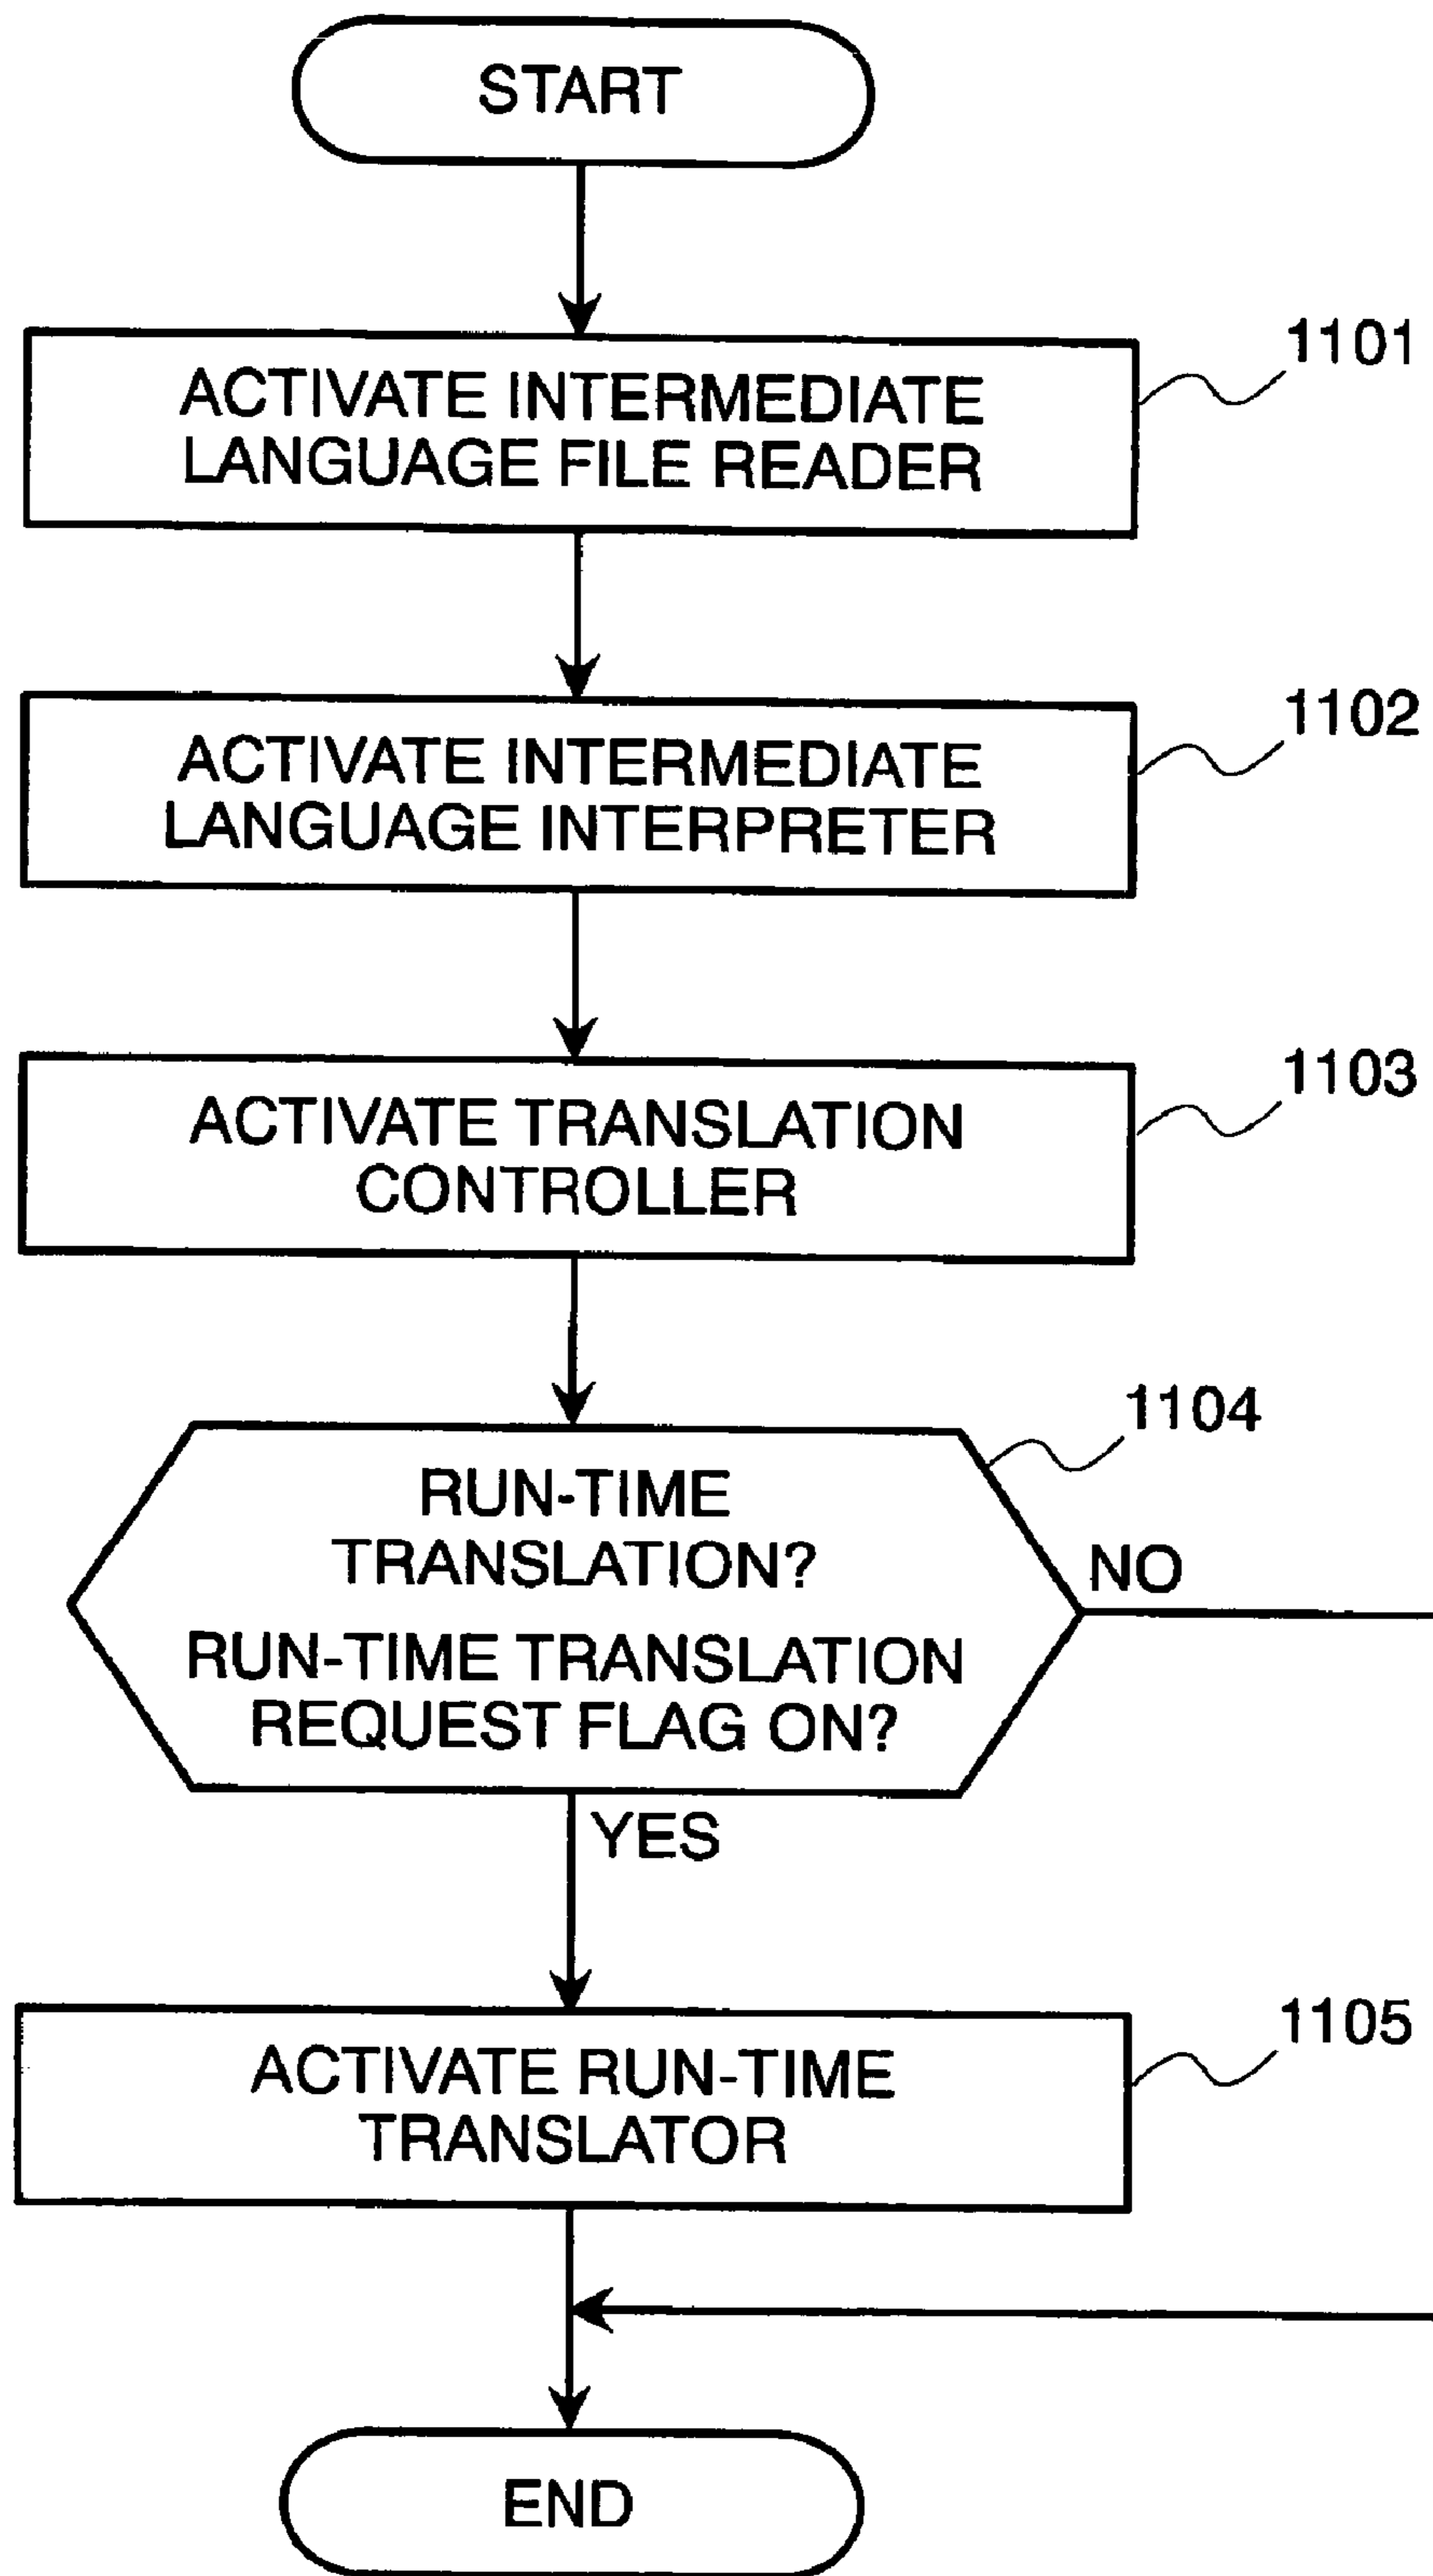 START
1101
ACTIVATE INTERMEDIATE
LANGUAGE FILE READER
1102
ACTIVATE INTERMEDIATE
LANGUAGE INTERPRETER
1103
ACTIVATE TRANSLATION
CONTROLLER
1104
RUN-TIME
TRANSLATION?
NO
RUN-TIME TRANSLATION
REQUEST FLAG ON?
YES
1105
ACTIVATE RUN-TIME
TRANSLATOR
END